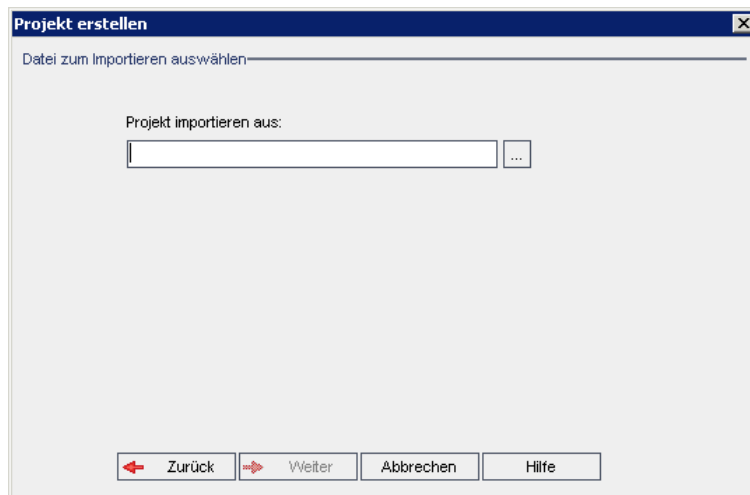 Projekt erstellen
Datei zum Importieren auswählen
Projekt importieren aus:
...
Zurück Weiter Abbrechen Hilfe